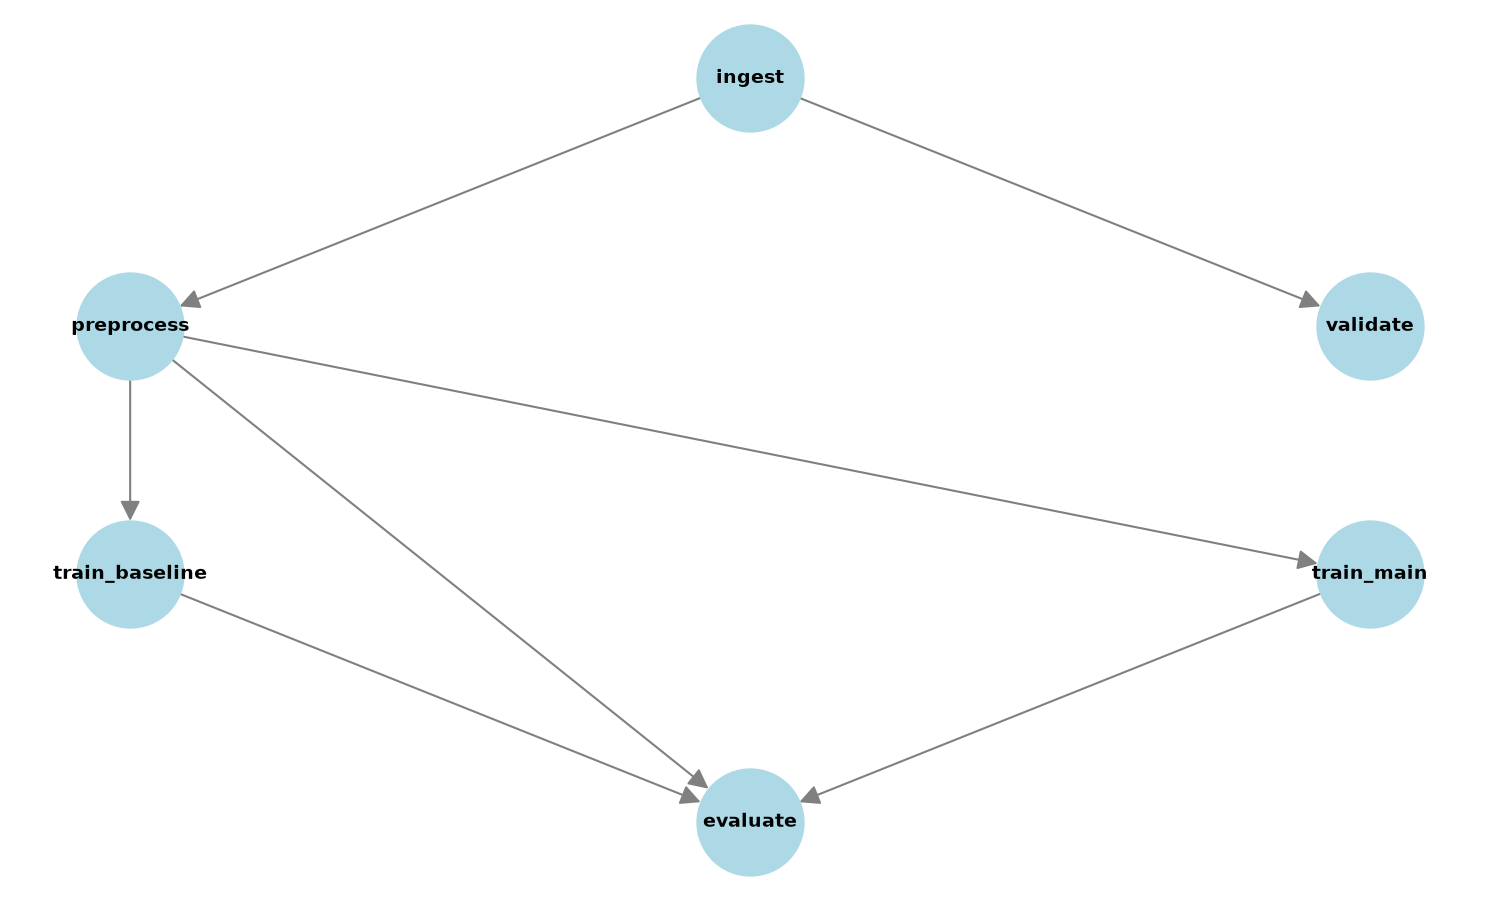 ingest
preprocess
validate
train_baseline
train_main
evaluate